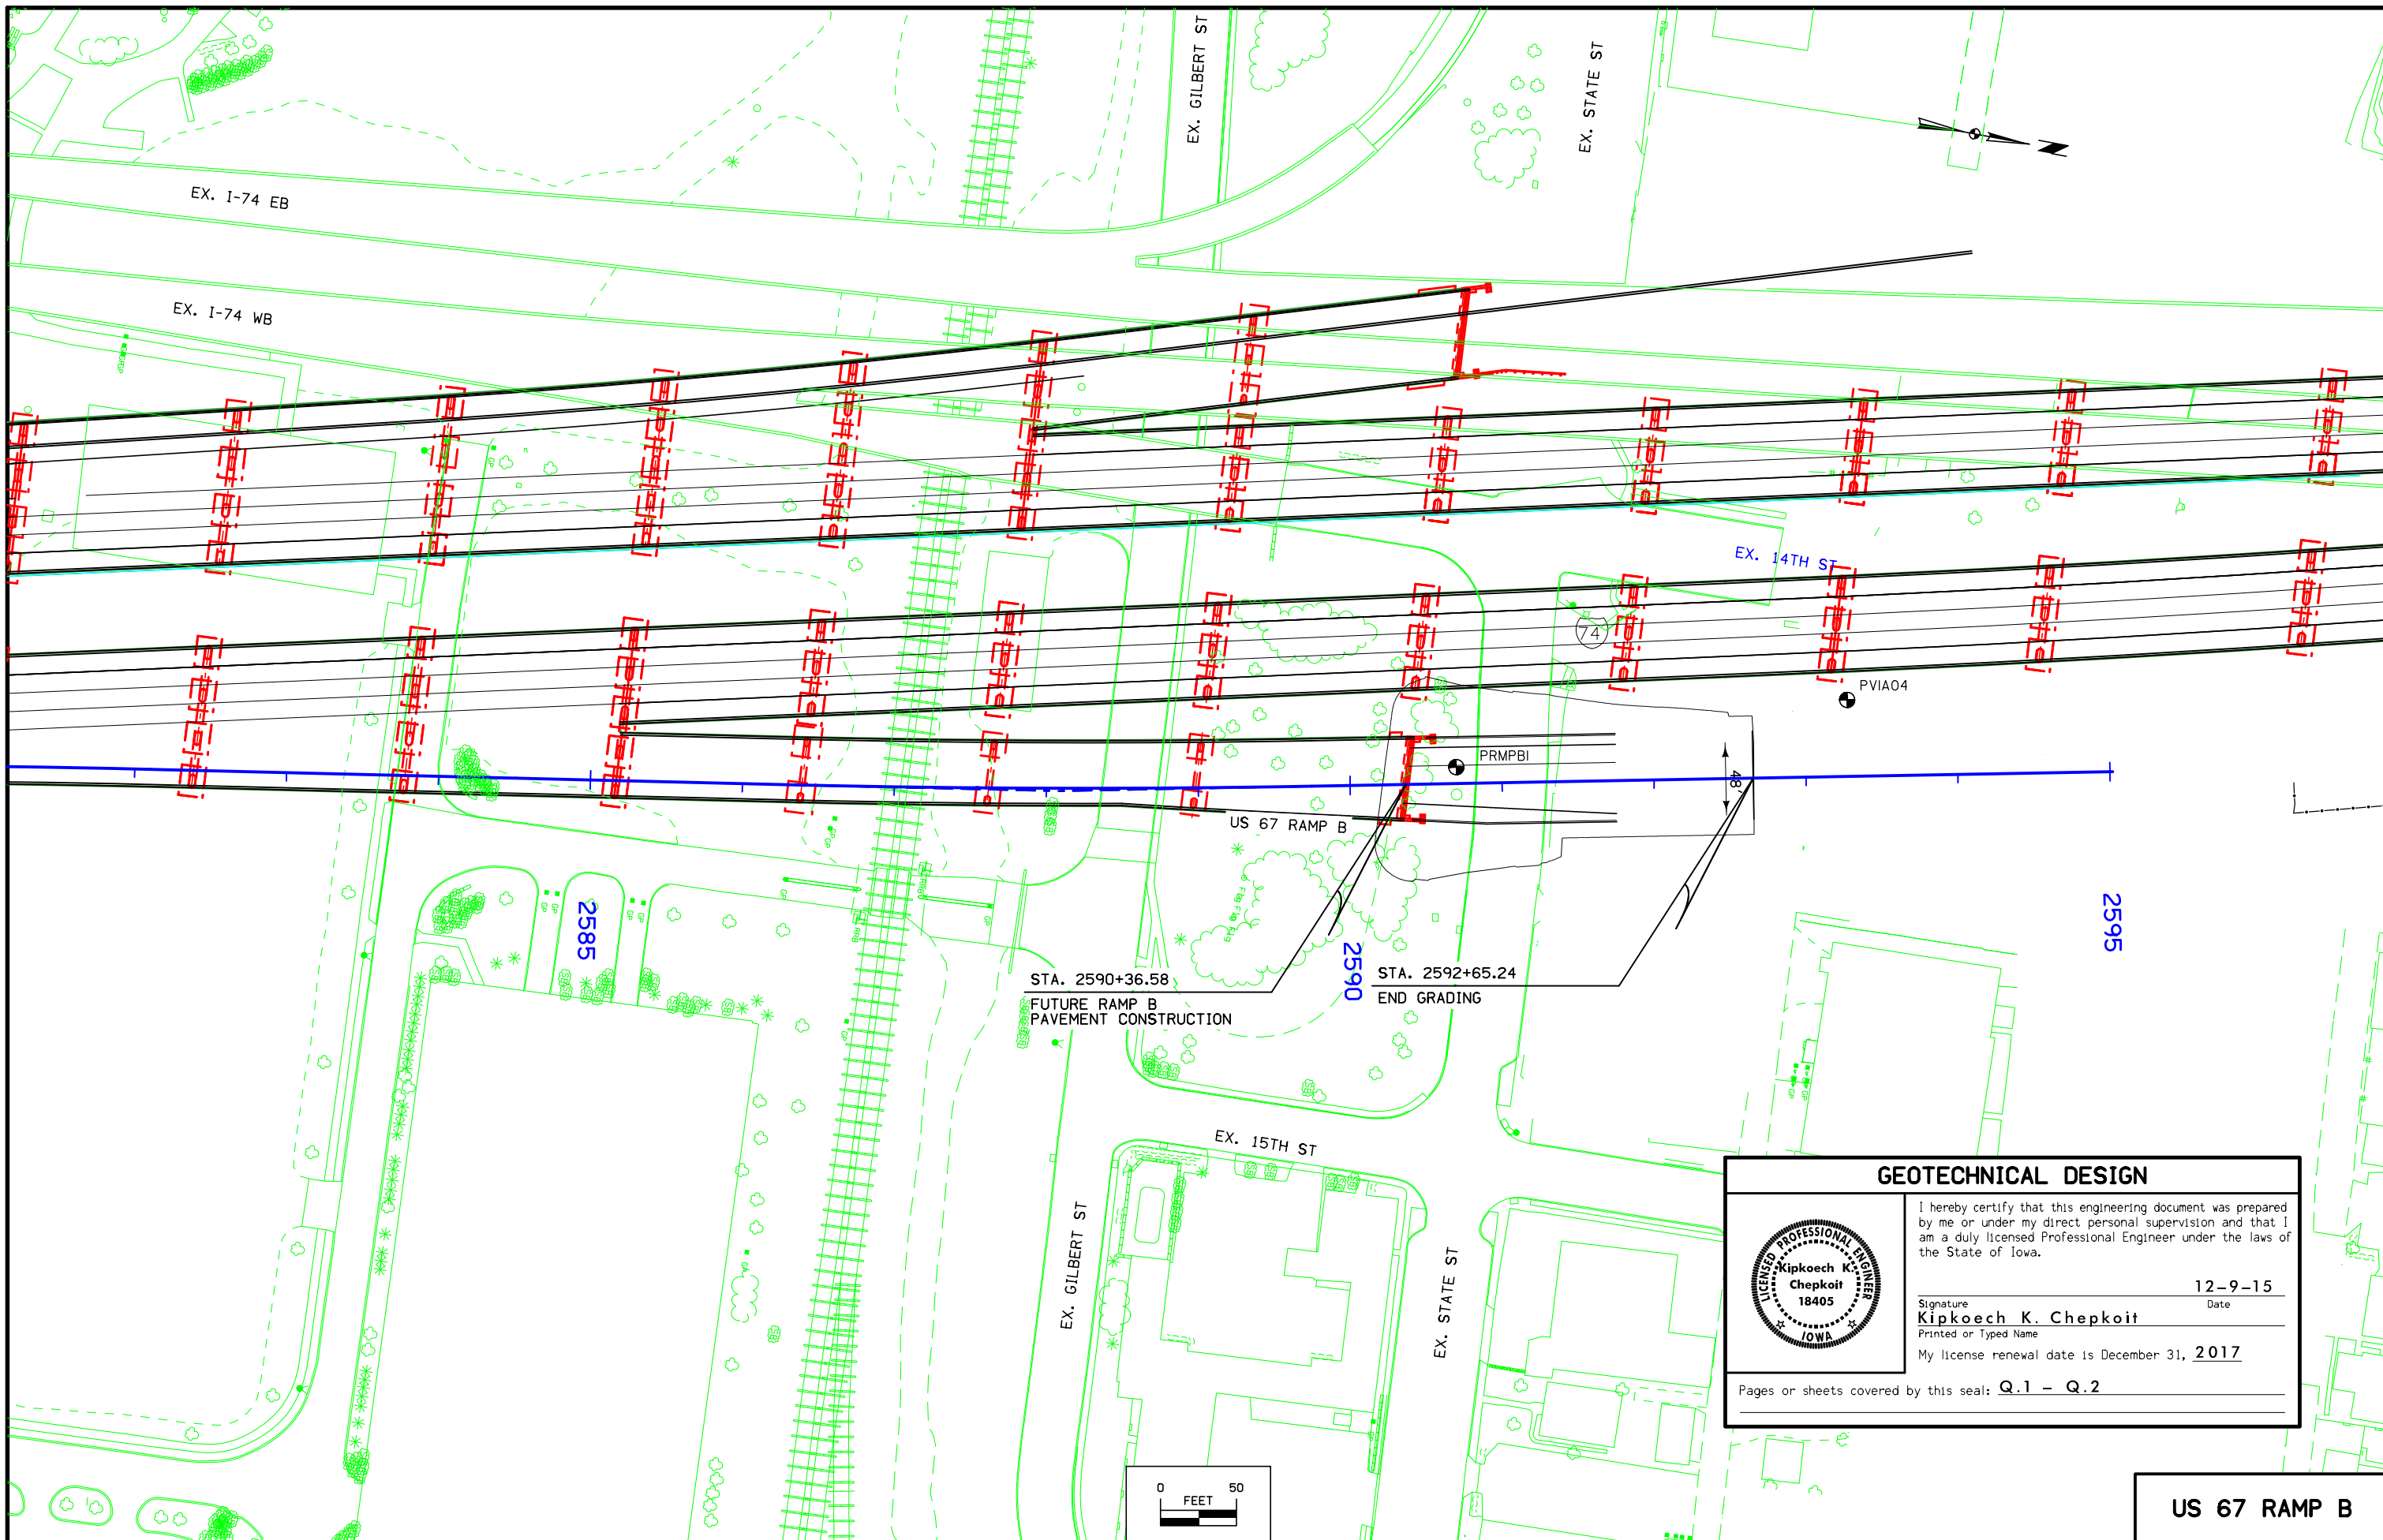 EX. GILBERT ST
EX. STATE ST
N
EX. I-74 EB
EX. I-74 WB
EX. 14TH ST
74
PVIA04
PRMPB1
48'
US 67 RAMP B
2585
2590
2595
STA. 2590+36.58
FUTURE RAMP B
PAVEMENT CONSTRUCTION
STA. 2592+65.24
END GRADING
EX. 15TH ST
EX. GILBERT ST
EX. STATE ST
GEOTECHNICAL DESIGN
I hereby certify that this engineering document was prepared
by me or under my direct personal supervision and that I
am a duly licensed Professional Engineer under the laws of
the State of Iowa.
LICENSED PROFESSIONAL ENGINEER
Kipkoech K.
Chepkoit
18405
IOWA
12-9-15
Signature Date
Kipkoech K. Chepkoit
Printed or Typed Name
My license renewal date is December 31, 2017
Pages or sheets covered by this seal: Q.1 - Q.2
0 50
FEET
US 67 RAMP B